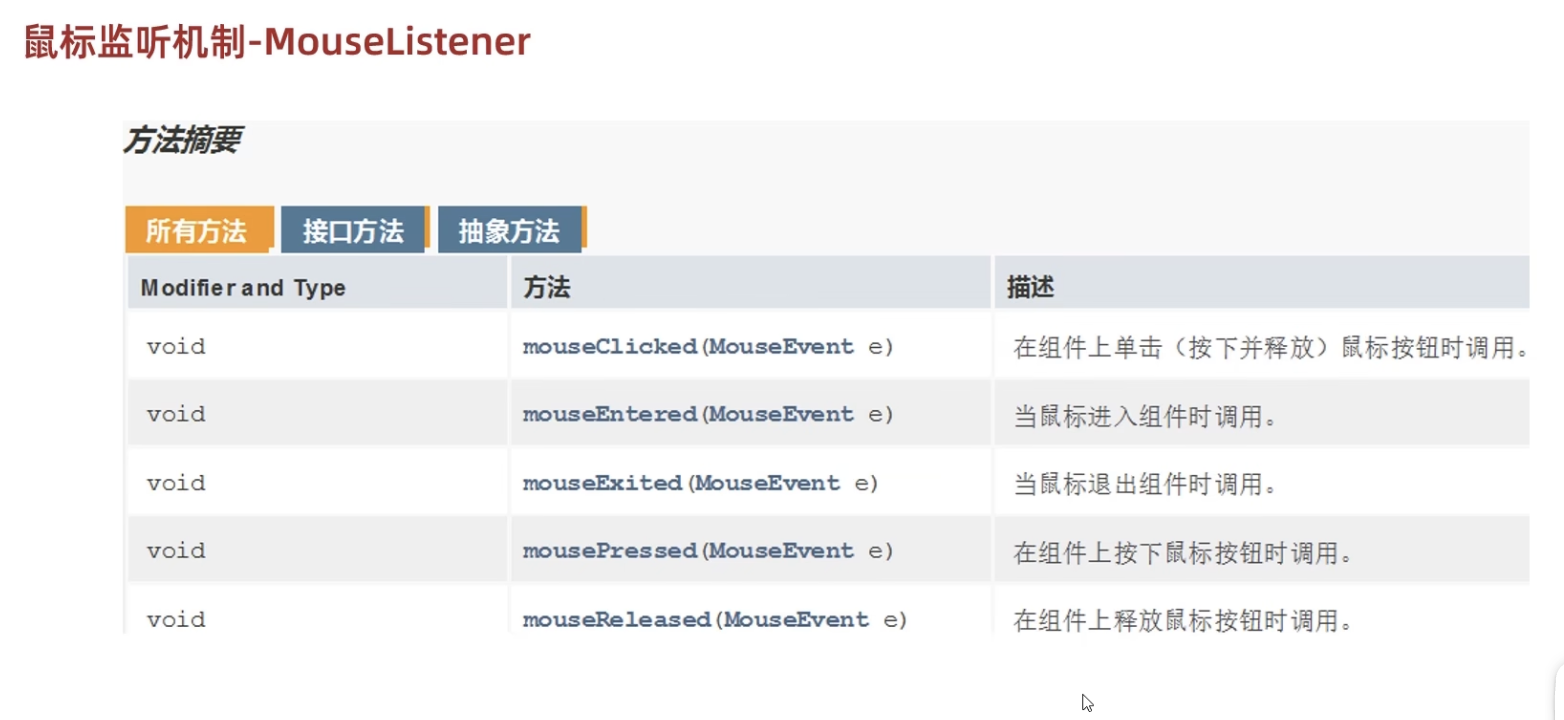 鼠标监听机制-MouseListener
方法摘要
所有方法 接口方法 抽象方法
Modifier and Type 方法 描述
void mouseClicked(MouseEvent e) 在组件上单击（按下并释放）鼠标按钮时调用。
void mouseEntered(MouseEvent e) 当鼠标进入组件时调用。
void mouseExited(MouseEvent e) 当鼠标退出组件时调用。
void mousePressed(MouseEvent e) 在组件上按下鼠标按钮时调用。
void mouseReleased(MouseEvent e) 在组件上释放鼠标按钮时调用。